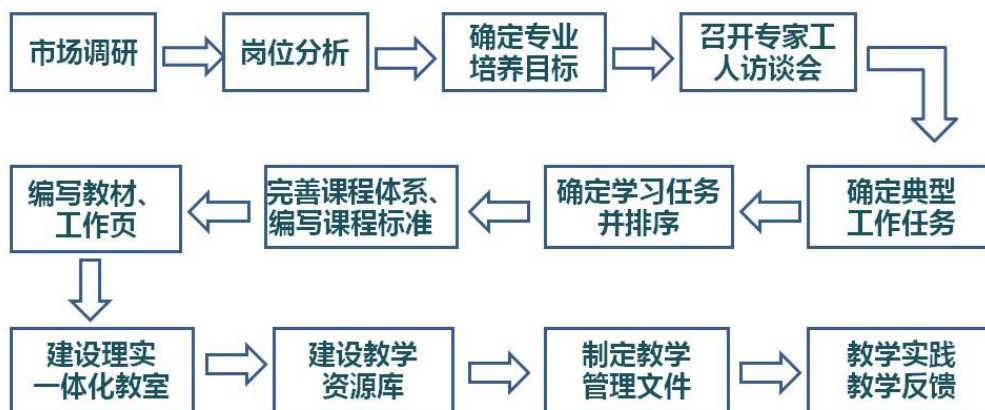 市场调研
岗位分析
确定专业
培养目标
召开专家工
人访谈会
确定典型
工作任务
确定学习任务
并排序
完善课程体系、
编写课程标准
编写教材、
工作页
建设理实
一体化教室
建设教学
资源库
制定教学
管理文件
教学实践
教学反馈